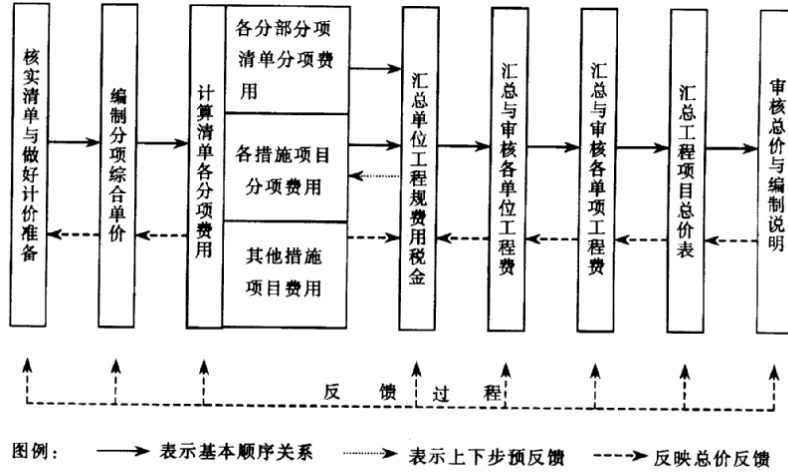 核实清单与做好计价准备
编制分项综合单价
计算清单各分项费用
各分部分项
清单分项费
用
各措施项目
分项费用
其他措施
项目费用
汇总单位工程规费用税金
汇总与审核各单位工程费
汇总与审核各单项工程费
汇总工程项目总价表
审核总价与编制说明
反馈过程
图例：
表示基本顺序关系
表示上下步预反馈
反映总价反馈